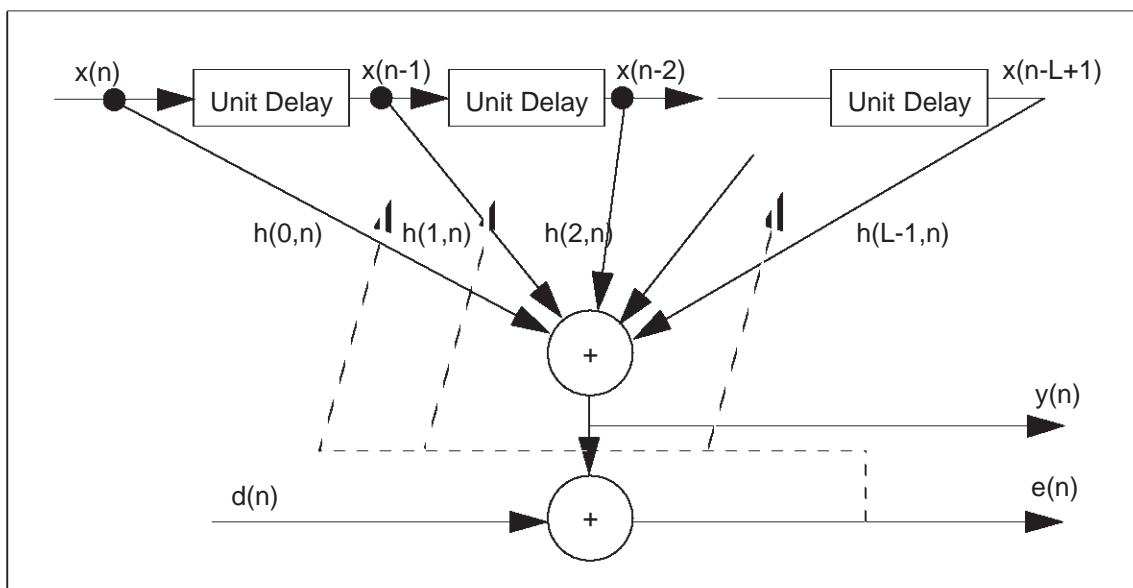 x(n) x(n-1) x(n-2) x(n-L+1)
Unit Delay Unit Delay Unit Delay
h(0,n) h(1,n) h(2,n) h(L-1,n)
+
y(n)
d(n) e(n)
+